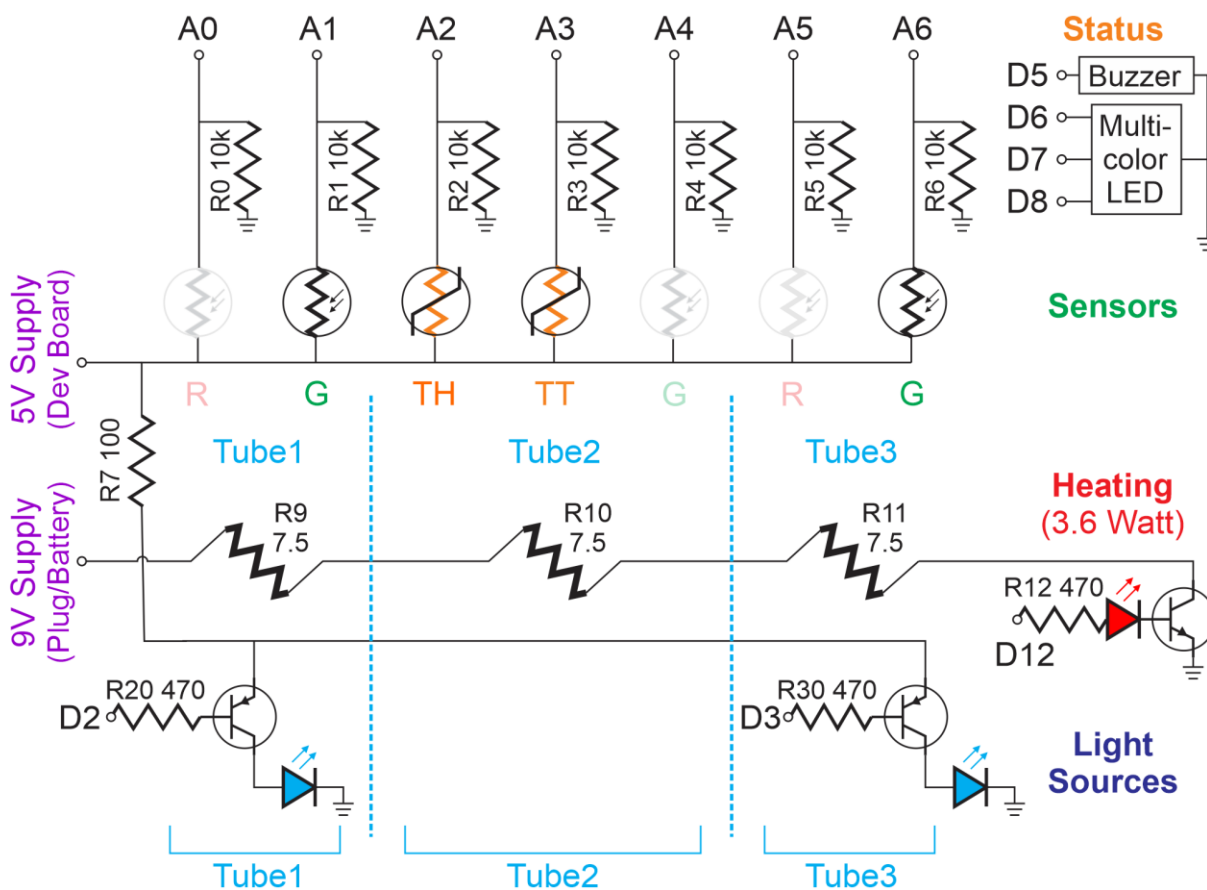 A0 A1 A2 A3 A4 A5 A6
Status
D5 Buzzer
D6
D7
D8
Multi-
color
LED
R0 10k
R1 10k
R2 10k
R3 10k
R4 10k
R5 10k
R6 10k
Sensors
5V Supply
(Dev Board)
R G TH TT G R G
Tube1 Tube2 Tube3
R7 100
9V Supply
(Plug/Battery)
R9
7.5
R10
7.5
R11
7.5
Heating
(3.6 Watt)
R12 470
D12
R20 470
D2
R30 470
D3
Light
Sources
Tube1 Tube2 Tube3